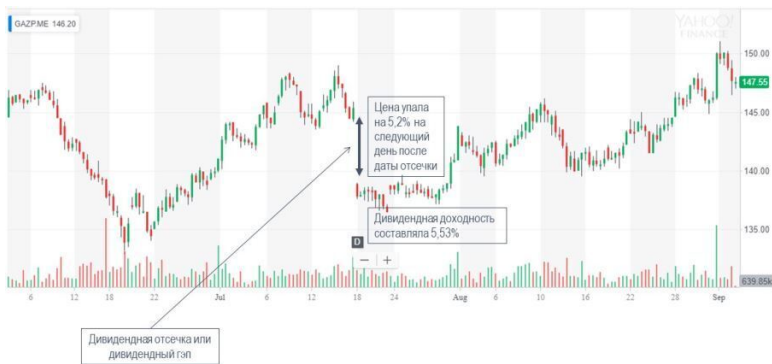 GAZP.ME 146.20
YAHOO!
FINANCE
150.00
147.55
145.00
140.00
135.00
639.85k
Цена упала
на 5,2% на
следующий
день после
даты отсечки
Дивидендная доходность
составляла 5,53%
D
− +
6 12 18 22 Jul 6 12 18 24 Aug 6 10 16 22 28 Sep
Дивидендная отсечка или
дивидендный гэп